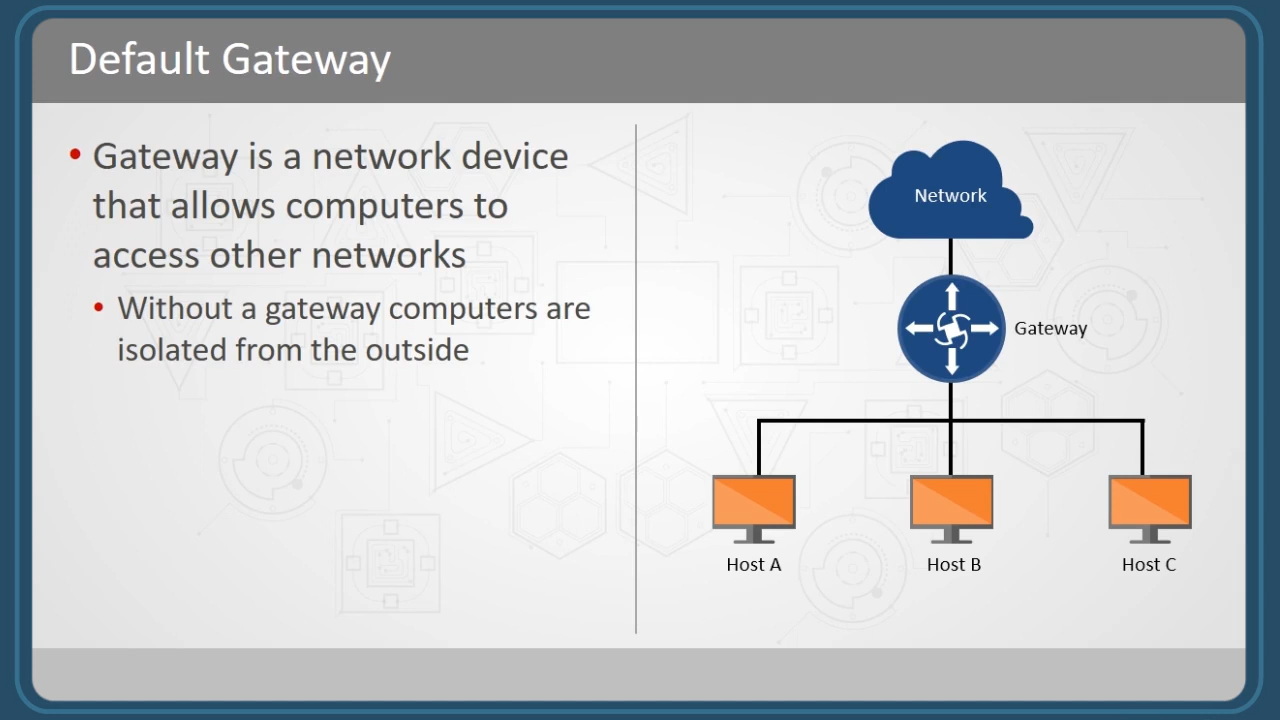 Default Gateway
• Gateway is a network device
that allows computers to
access other networks
• Without a gateway computers are
isolated from the outside
Network
Gateway
Host A
Host B
Host C